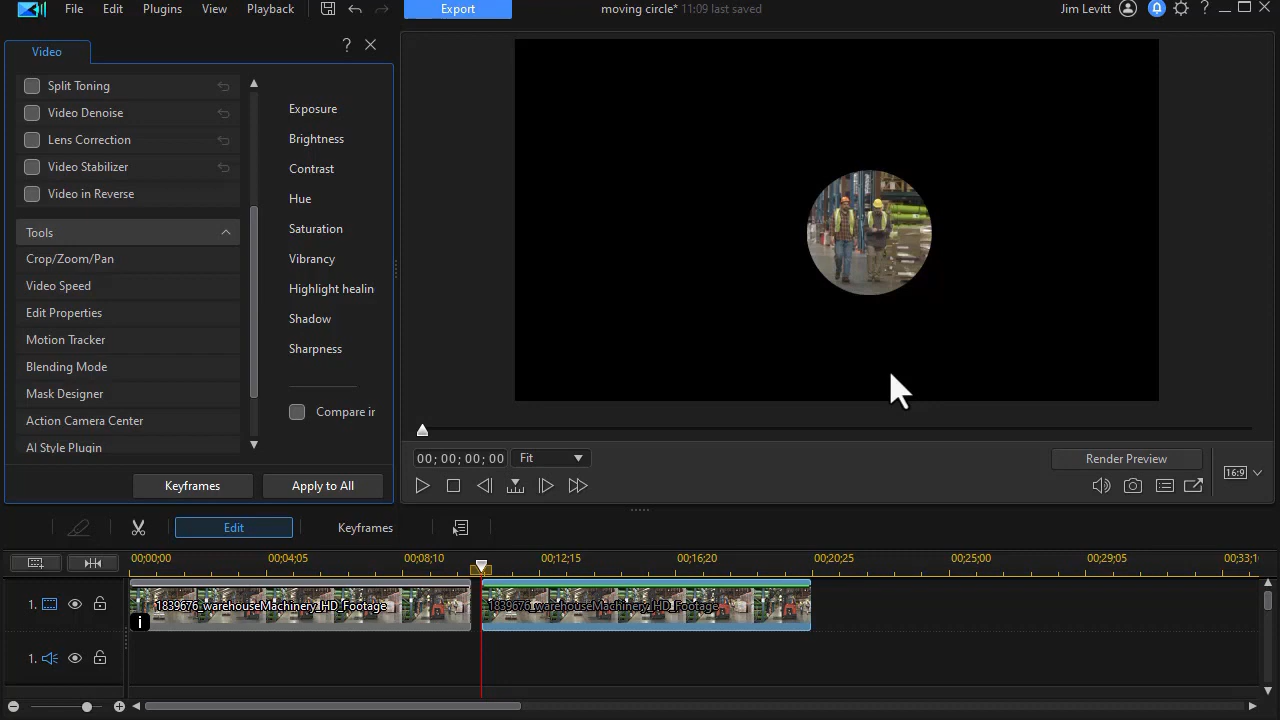 File Edit Plugins View Playback Export moving circle* 11:09 last saved Jim Levitt ?
Video ? 
Split Toning
Video Denoise
Lens Correction
Video Stabilizer
Video in Reverse
Tools
Crop/Zoom/Pan
Video Speed
Edit Properties
Motion Tracker
Blending Mode
Mask Designer
Action Camera Center
AI Style Plugin
Exposure
Brightness
Contrast
Hue
Saturation
Vibrancy
Highlight healin
Shadow
Sharpness
Compare ir
Keyframes Apply to All
00; 00; 00; 00 Fit Render Preview
16:9
Edit Keyframes
00;00;00 00;04;05 00;08;10 00;12;15 00;16;20 00;20;25 00;25;00 00;29;05 00;33;1
1. 1839676_warehouseMachinery_HD_Footage 1839676_warehouseMachinery_HD_Footage
i
1.